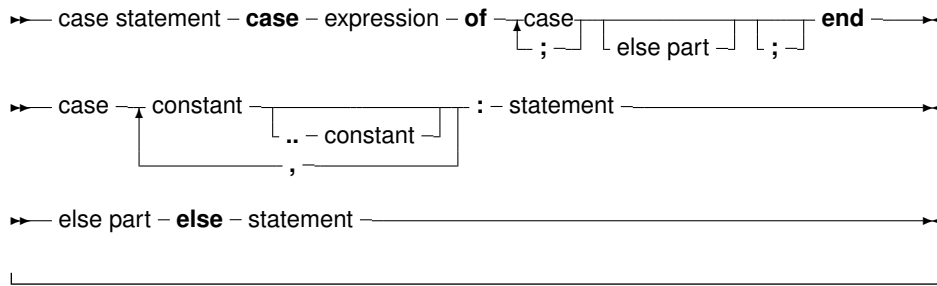 case statement case expression of case else part ; end
;
case constant .. constant : statement
,
else part else statement